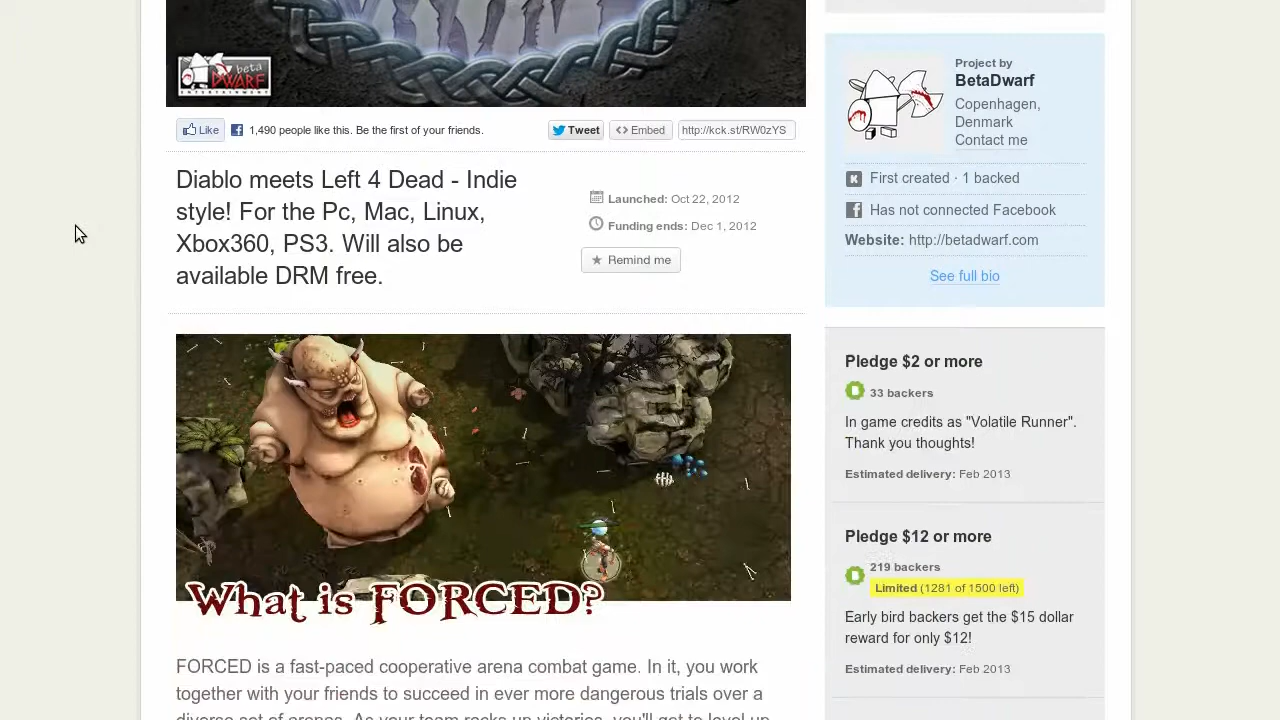 beta
DWARF
Like
1,490 people like this. Be the first of your friends.
Tweet
Embed
http://kck.st/RW0zYS
Diablo meets Left 4 Dead - Indie
style! For the Pc, Mac, Linux,
Xbox360, PS3. Will also be
available DRM free.
Launched: Oct 22, 2012
Funding ends: Dec 1, 2012
Remind me
What is FORCED?
FORCED is a fast-paced cooperative arena combat game. In it, you work
together with your friends to succeed in ever more dangerous trials over a
diverse set of arenas. As your team racks up victories, you'll get to level up
Project by
BetaDwarf
Copenhagen,
Denmark
Contact me
First created · 1 backed
Has not connected Facebook
Website: http://betadwarf.com
See full bio
Pledge $2 or more
33 backers
In game credits as "Volatile Runner".
Thank you thoughts!
Estimated delivery: Feb 2013
Pledge $12 or more
219 backers
Limited (1281 of 1500 left)
Early bird backers get the $15 dollar
reward for only $12!
Estimated delivery: Feb 2013